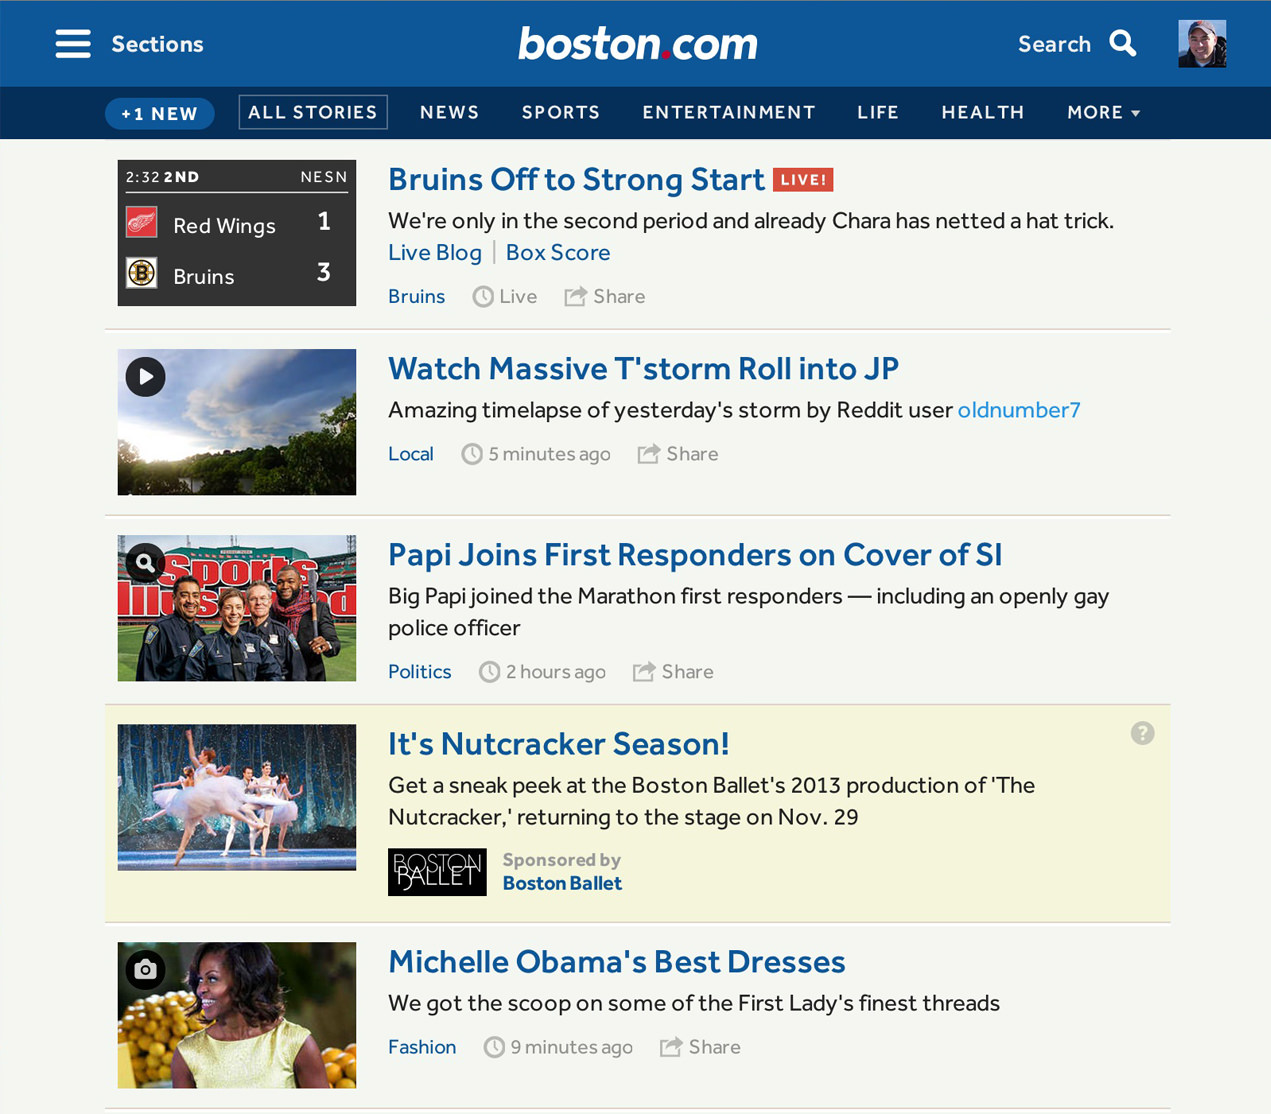 Sections
boston.com
Search
+1 NEW
ALL STORIES
NEWS
SPORTS
ENTERTAINMENT
LIFE
HEALTH
MORE
2:32 2ND NESN
Red Wings 1
B
Bruins 3
Bruins Off to Strong Start LIVE!
We're only in the second period and already Chara has netted a hat trick.
Live Blog | Box Score
Bruins Live Share
Watch Massive T'storm Roll into JP
Amazing timelapse of yesterday's storm by Reddit user oldnumber7
Local 5 minutes ago Share
Sports
Illustrated
Papi Joins First Responders on Cover of SI
Big Papi joined the Marathon first responders — including an openly gay
police officer
Politics 2 hours ago Share
It's Nutcracker Season!
?
Get a sneak peek at the Boston Ballet's 2013 production of 'The
Nutcracker,' returning to the stage on Nov. 29
BOSTON
BALLET
Sponsored by
Boston Ballet
Michelle Obama's Best Dresses
We got the scoop on some of the First Lady's finest threads
Fashion 9 minutes ago Share